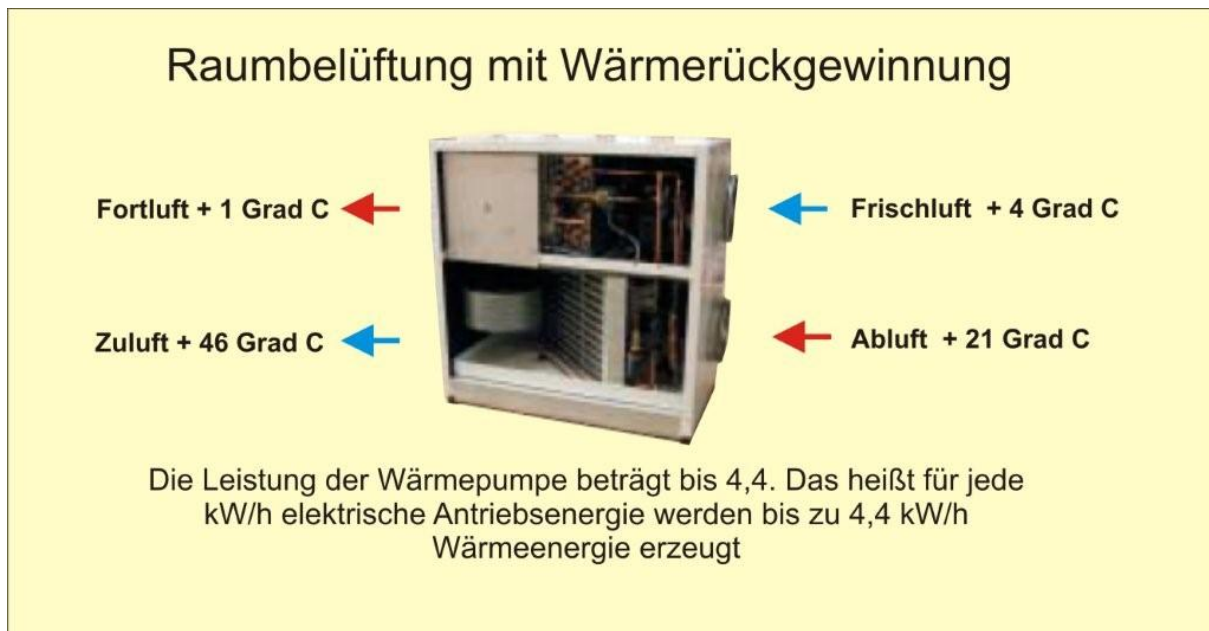 Raumbelüftung mit Wärmerückgewinnung
Fortluft + 1 Grad C
Frischluft + 4 Grad C
Zuluft + 46 Grad C
Abluft + 21 Grad C
Die Leistung der Wärmepumpe beträgt bis 4,4. Das heißt für jede
kW/h elektrische Antriebsenergie werden bis zu 4,4 kW/h
Wärmeenergie erzeugt